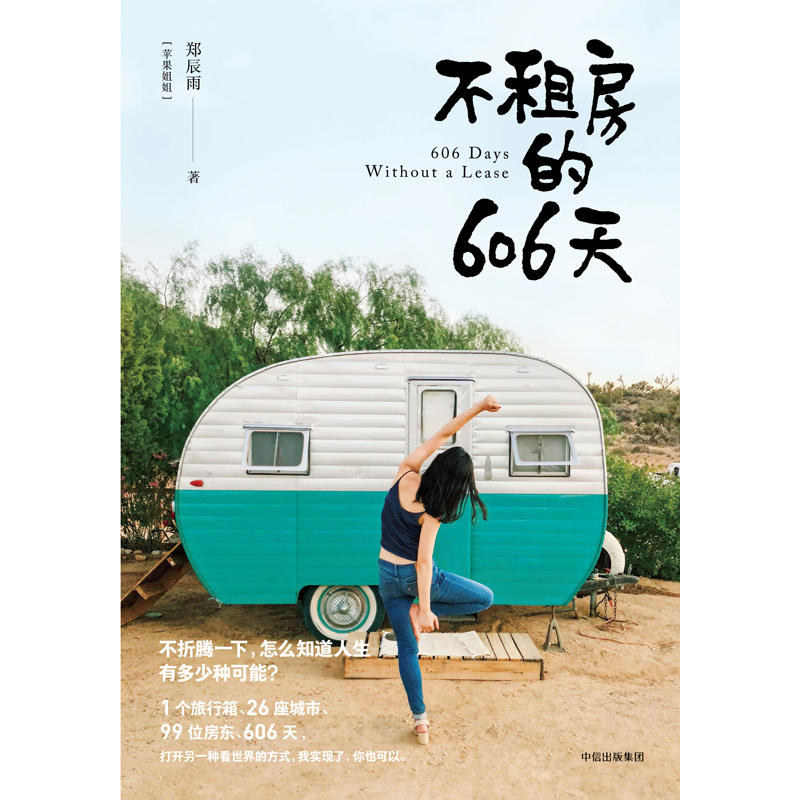 郑辰雨
[苹果姐姐]
著
不租房
的
606天
606 Days
Without a Lease
不折腾一下，怎么知道人生
有多少种可能？
1个旅行箱、26座城市、
99位房东、606天，
打开另一种看世界的方式，我实现了，你也可以。
中信出版集团